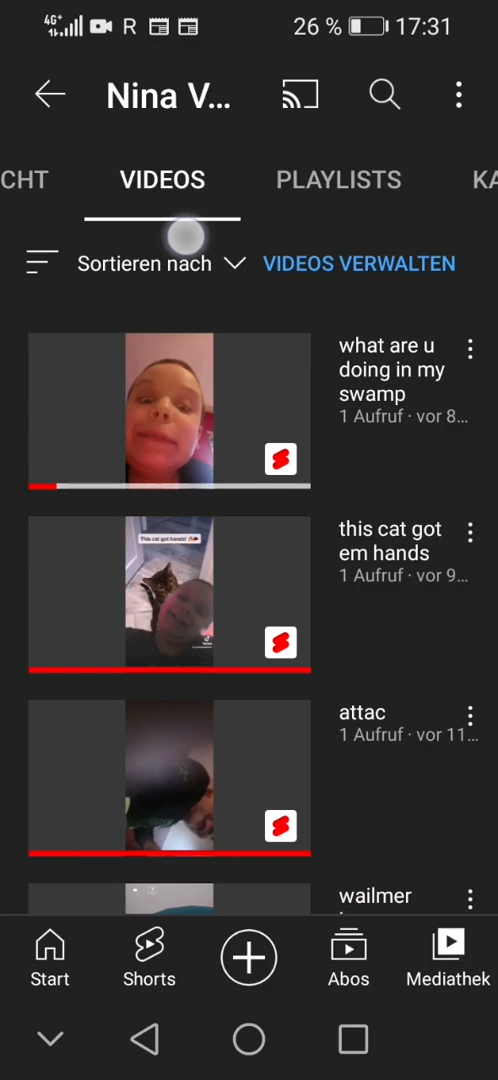 4G+ R 26 % 17:31
Nina V...
CHT VIDEOS PLAYLISTS KA
Sortieren nach VIDEOS VERWALTEN
what are u
doing in my
swamp
1 Aufruf · vor 8...
This cat got hands!
this cat got
em hands
1 Aufruf · vor 9...
attac
1 Aufruf · vor 11...
wailmer
Start Shorts Abos Mediathek